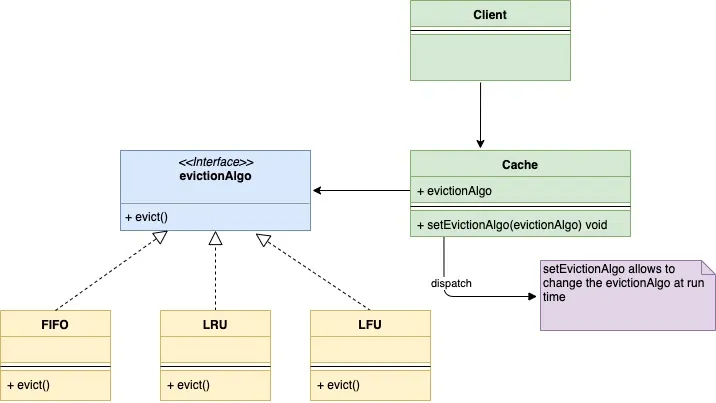 Client
<<Interface>>
evictionAlgo
+ evict()
Cache
+ evictionAlgo
+ setEvictionAlgo(evictionAlgo) void
dispatch
setEvictionAlgo allows to
change the evictionAlgo at run
time
FIFO
+ evict()
LRU
+ evict()
LFU
+ evict()